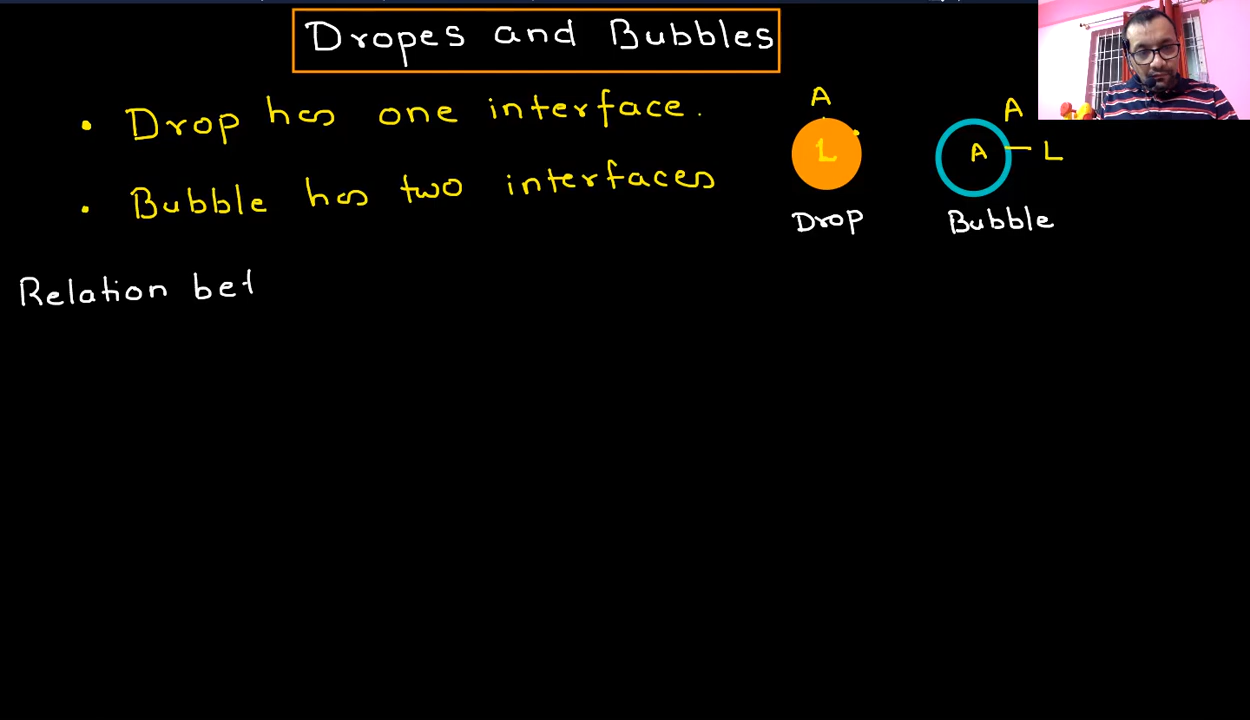 Dropes and Bubbles
• Drop has one interface.
• Bubble has two interfaces
A
L
Drop
A
A
L
Bubble
Relation bet